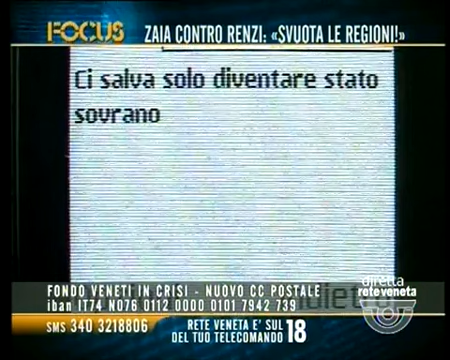 FOCUS
ZAIA CONTRO RENZI: «SVUOTA LE REGIONI!»
Ci salva solo diventare stato
sovrano
FONDO VENETI IN CRISI - NUOVO CC POSTALE
iban IT74 N076 0112 0000 0101 7942 739
diretta
reteveneta
SMS 340 3218806
RETE VENETA E' SUL
DEL TUO TELECOMANDO 18